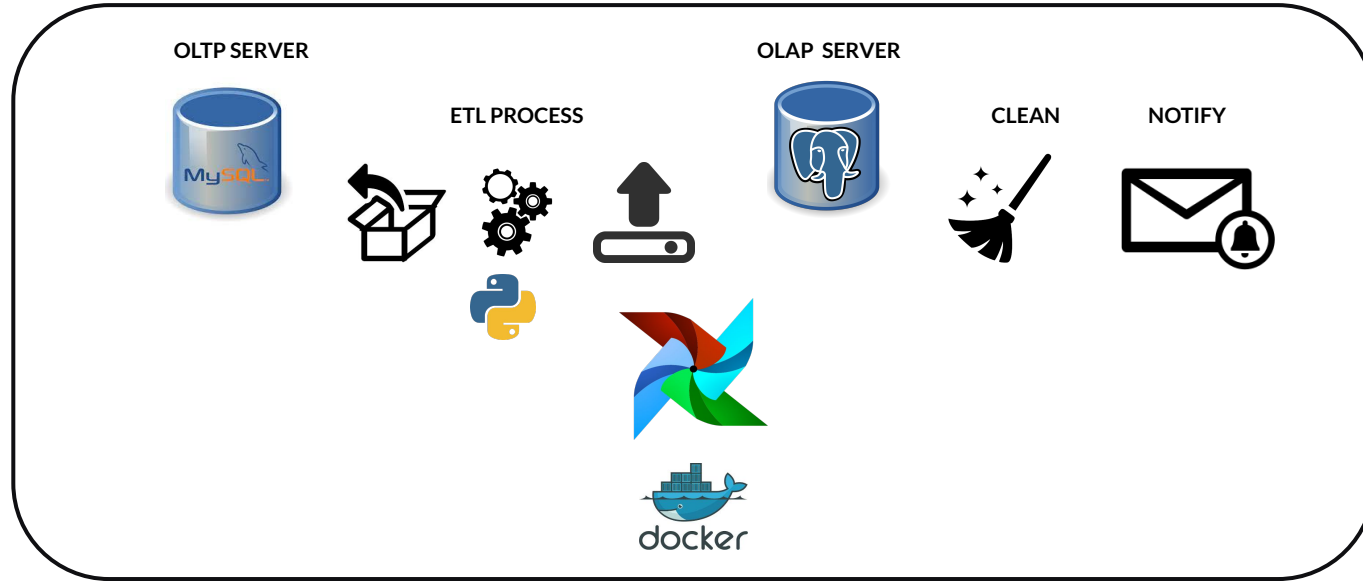 OLTP SERVER
OLAP SERVER
ETL PROCESS
CLEAN
NOTIFY
MySQL
docker